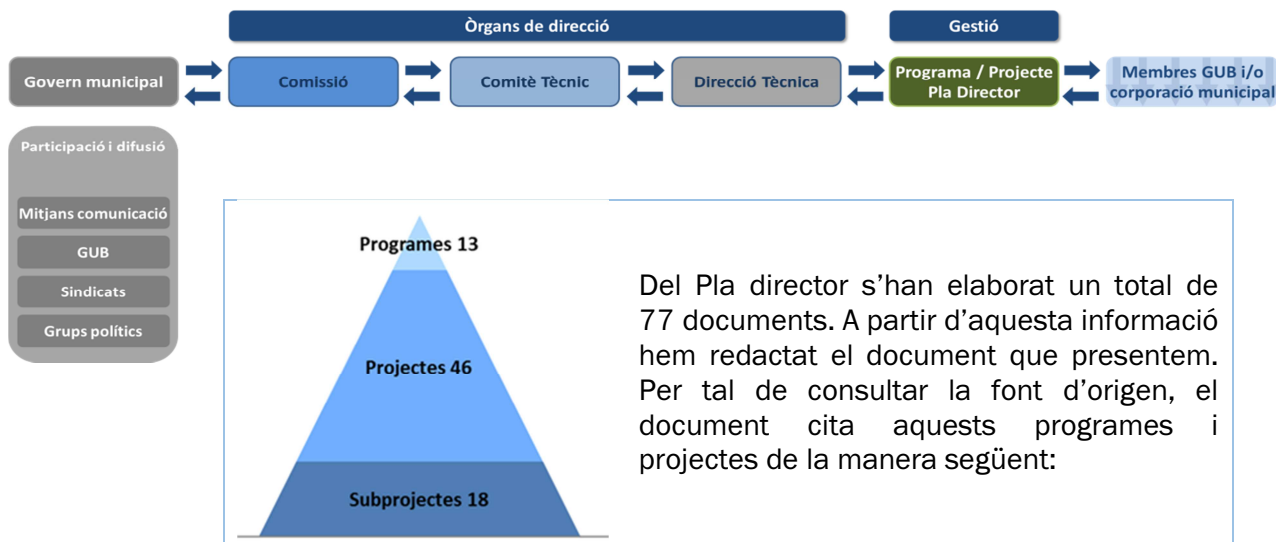 Òrgans de direcció
Gestió
Govern municipal
Comissió
Comitè Tècnic
Direcció Tècnica
Programa / Projecte
Pla Director
Membres GUB i/o
corporació municipal
Participació i difusió
Mitjans comunicació
GUB
Sindicats
Grups polítics
Programes 13
Projectes 46
Subprojectes 18
Del Pla director s’han elaborat un total de
77 documents. A partir d’aquesta informació
hem redactat el document que presentem.
Per tal de consultar la font d’origen, el
document cita aquests programes i
projectes de la manera següent: